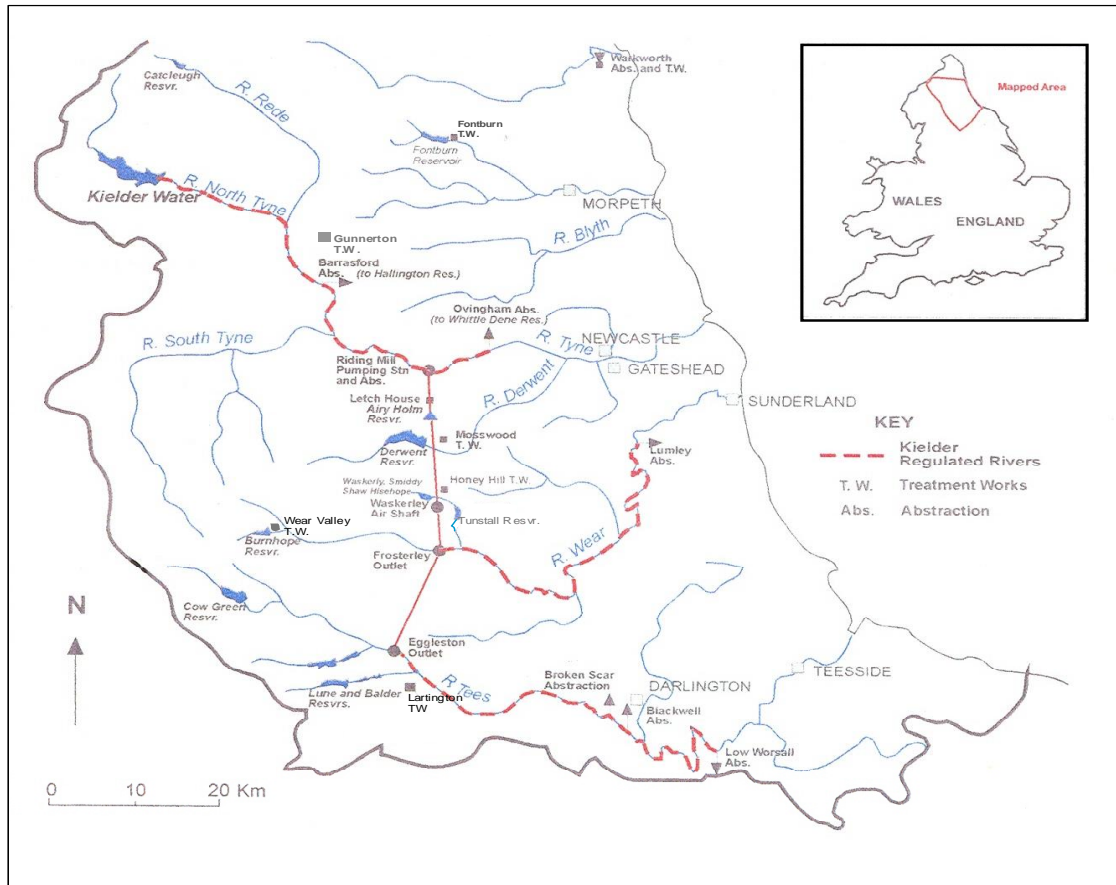 Catcleugh
Resvr.
R. Rede
Warkworth
Abs. and T.W.
Fontburn
T.W.
Fontburn
Reservoir
Kielder Water
R. North Tyne
MORPETH
Gunnerton
T.W.
Barrasford
Abs. (to Hallington Res.)
R. Blyth
Ovingham Abs.
(to Whittle Dene Res.)
R. South Tyne
NEWCASTLE
R. Tyne
GATESHEAD
Riding Mill
Pumping Stn
and Abs.
R. Derwent
Letch House
Airy Holm
Resvr.
SUNDERLAND
Mosswood
T. W.
Derwent
Resvr.
Lumley
Abs.
Waskerly, Smiddy
Shaw Hisehope
Honey Hill T.W.
Waskerley
Air Shaft
Tunstall Resvr.
Wear Valley
T.W.
Burnhope
Resvr.
Frosterley
Outlet
R. Wear
Cow Green
Resvr.
N
Eggleston
Outlet
Lune and Balder
Resvrs.
Lartington
TW
R Tees
Broken Scar
Abstraction
DARLINGTON
Blackwell
Abs.
TEESSIDE
Low Worsall
Abs.
0 10 20 Km
Mapped Area
WALES
ENGLAND
KEY
Kielder
Regulated Rivers
T. W. Treatment Works
Abs. Abstraction